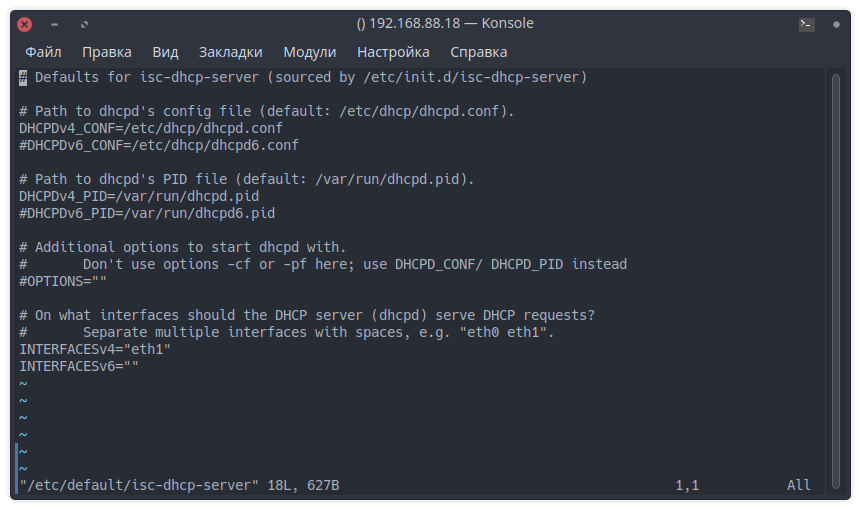 () 192.168.88.18 — Konsole
Файл Правка Вид Закладки Модули Настройка Справка
# Defaults for isc-dhcp-server (sourced by /etc/init.d/isc-dhcp-server)
# Path to dhcpd's config file (default: /etc/dhcp/dhcpd.conf).
DHCPDv4_CONF=/etc/dhcp/dhcpd.conf
#DHCPDv6_CONF=/etc/dhcp/dhcpd6.conf
# Path to dhcpd's PID file (default: /var/run/dhcpd.pid).
DHCPDv4_PID=/var/run/dhcpd.pid
#DHCPDv6_PID=/var/run/dhcpd6.pid
# Additional options to start dhcpd with.
#       Don't use options -cf or -pf here; use DHCPD_CONF/ DHCPD_PID instead
#OPTIONS=""
# On what interfaces should the DHCP server (dhcpd) serve DHCP requests?
#       Separate multiple interfaces with spaces, e.g. "eth0 eth1".
INTERFACESv4="eth1"
INTERFACESv6=""
~
~
~
~
~
~
"/etc/default/isc-dhcp-server" 18L, 627B 1,1 All